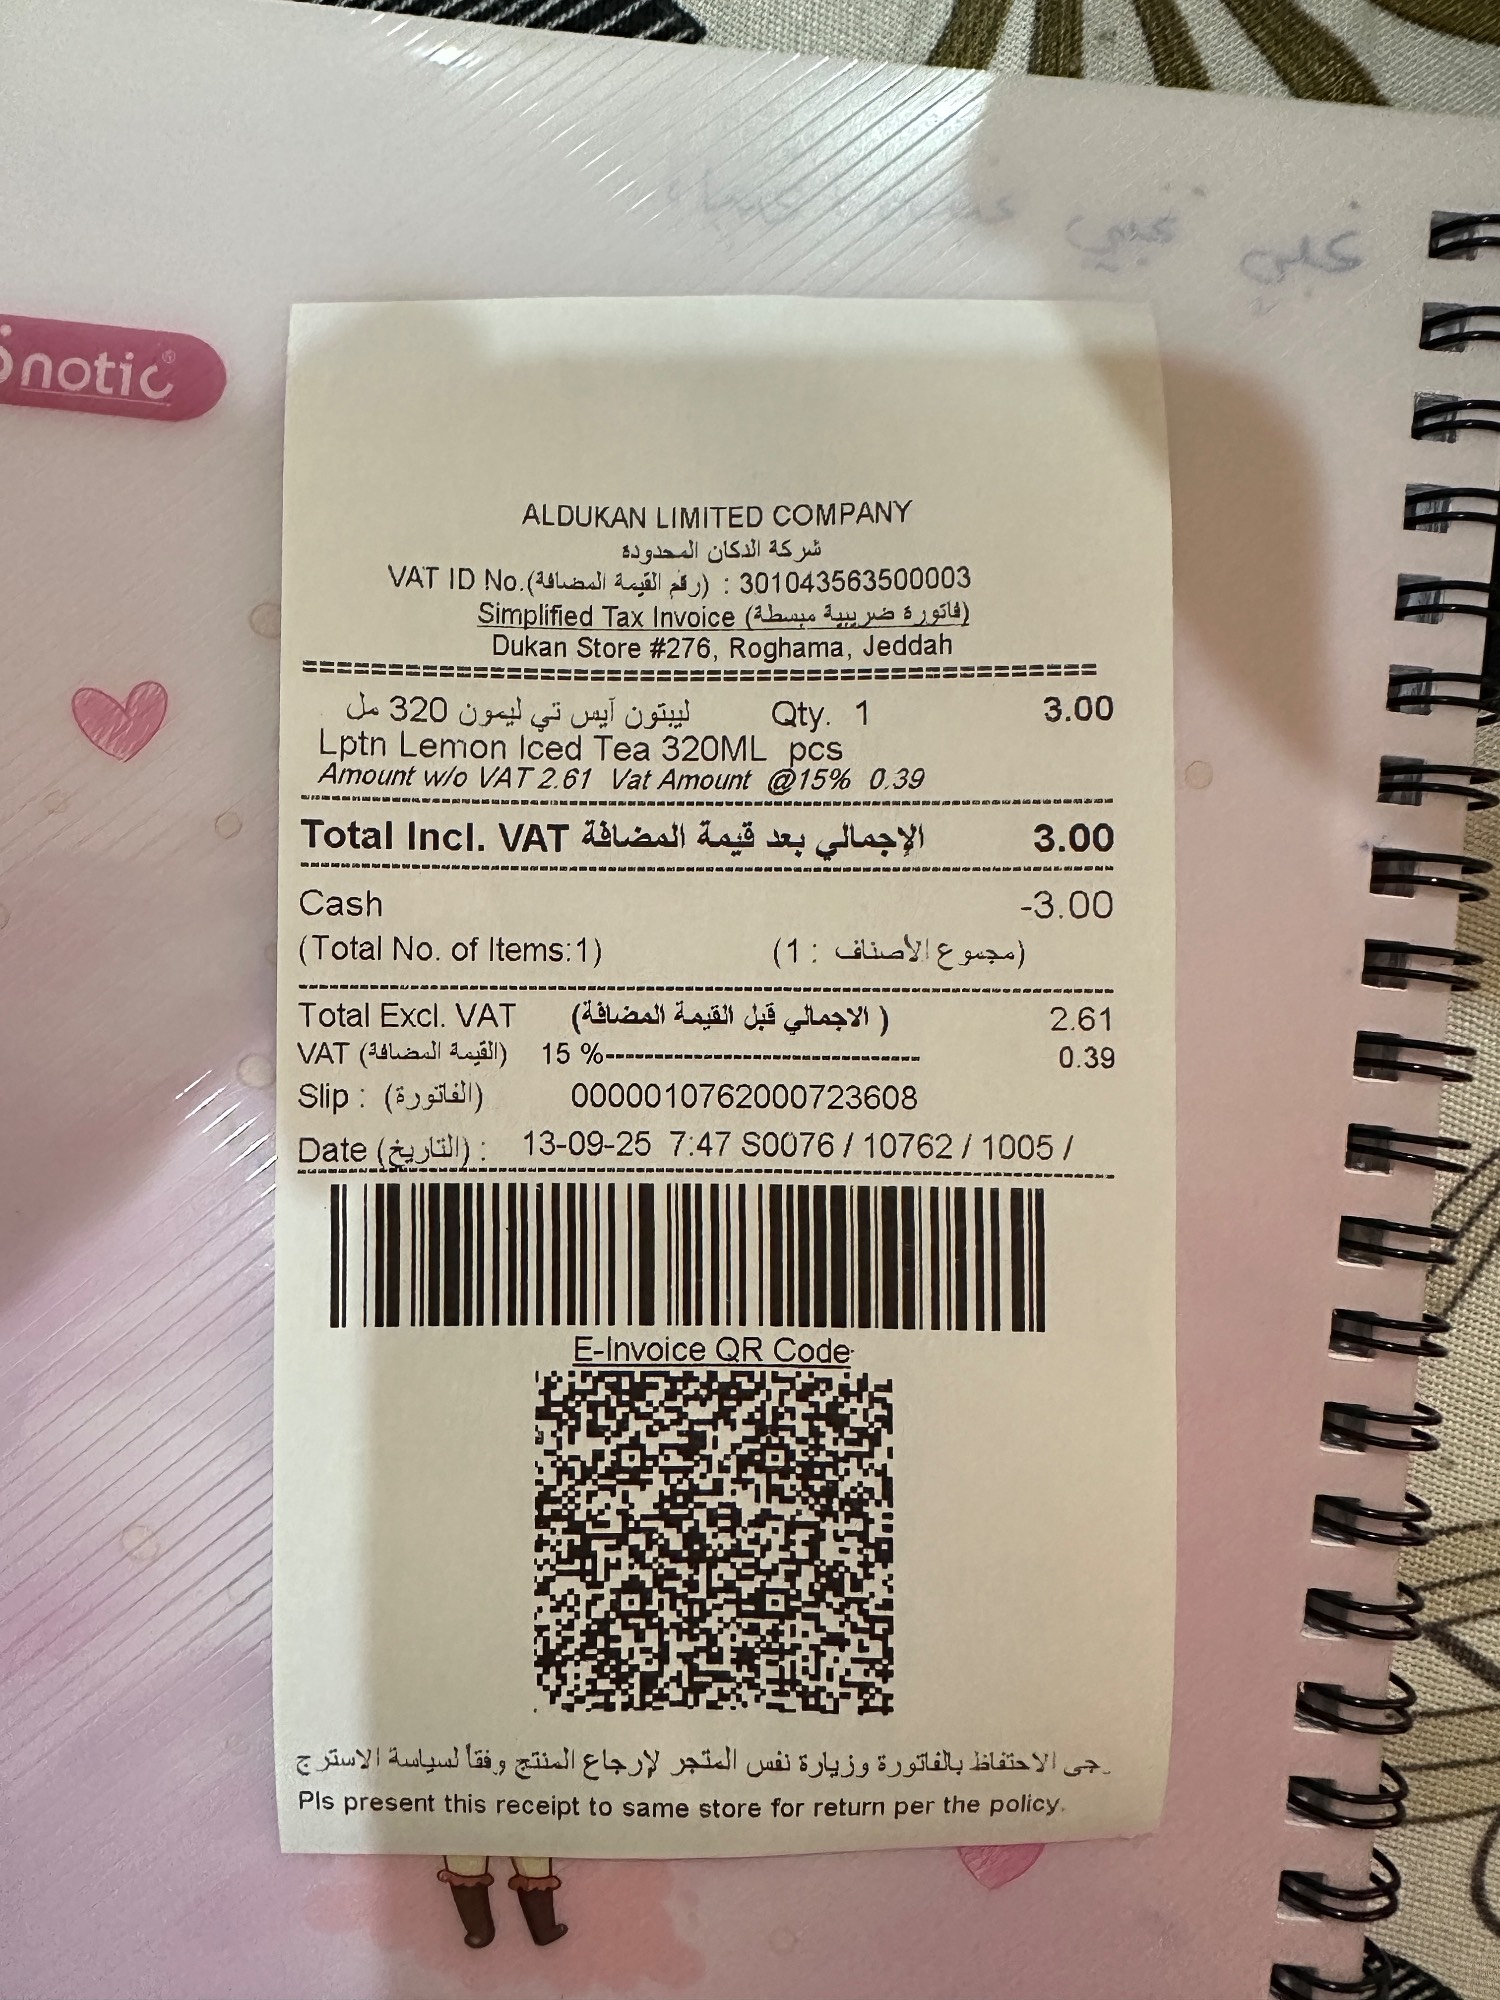 notic®
ALDUKAN LIMITED COMPANY
شركة الدكان المحدودة
VAT ID No.(رقم القيمة المضافة) : 301043563500003
Simplified Tax Invoice (فاتورة ضريبية مبسطة)
Dukan Store #276, Roghama, Jeddah
ليبتون آيس تي ليمون 320 مل Qty. 1 3.00
Lptn Lemon Iced Tea 320ML pcs
Amount w/o VAT 2.61 Vat Amount @15% 0.39
Total Incl. VAT الإجمالي بعد قيمة المضافة 3.00
Cash -3.00
(Total No. of Items:1) (مجموع الأصناف : 1)
Total Excl. VAT (الاجمالي قبل القيمة المضافة ) 2.61
VAT (القيمة المضافة) 15 %-------------------------------- 0.39
Slip : (الفاتورة) 0000010762000723608
Date (التاريخ) : 13-09-25 7:47 S0076 / 10762 / 1005 /
E-Invoice QR Code
الاحتفاظ بالفاتورة وزيارة نفس المتجر لإرجاع المنتج وفقاً لسياسة
Pls present this receipt to same store for return per the policy.